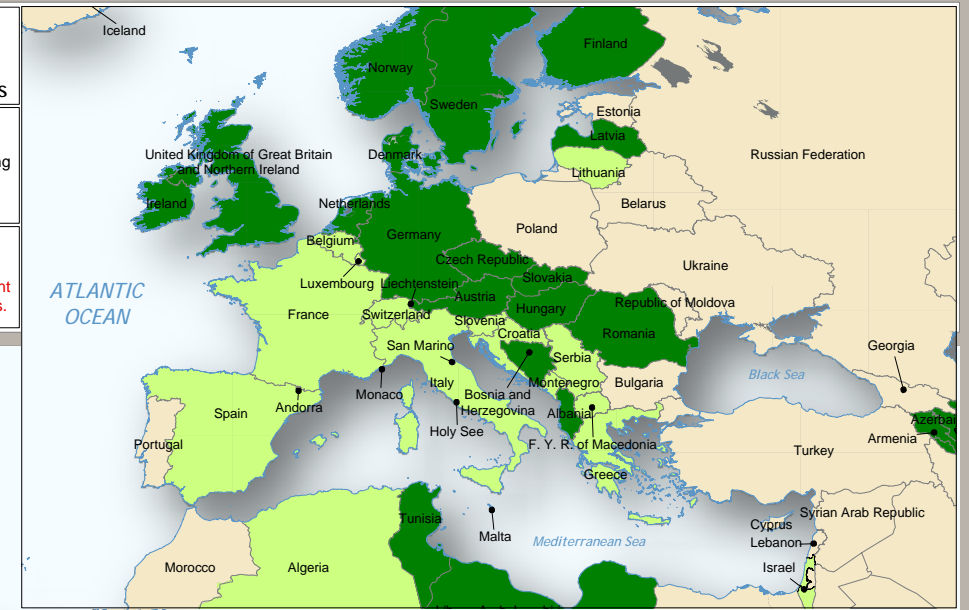 Iceland
s
Norway
Finland
Sweden
Estonia
Latvia
ng
United Kingdom of Great Britain
and Northern Ireland
Denmark
Russian Federation
Lithuania
Ireland
Netherlands
Belarus
Germany
Poland
Belgium
Czech Republic
Ukraine
Slovakia
nt
s.
ATLANTIC
OCEAN
Luxembourg
Liechtenstein
Austria
Republic of Moldova
France
Switzerland
Hungary
Slovenia
Croatia
Romania
San Marino
Serbia
Georgia
Black Sea
Italy
Montenegro
Bulgaria
Monaco
Bosnia and
Herzegovina
Andorra
Spain
Albania
Azerbai
Holy See
Armenia
Portugal
F. Y. R. of Macedonia
Turkey
Greece
Tunisia
Syrian Arab Republic
Cyprus
Malta
Mediterranean Sea
Lebanon
Morocco
Algeria
Israel